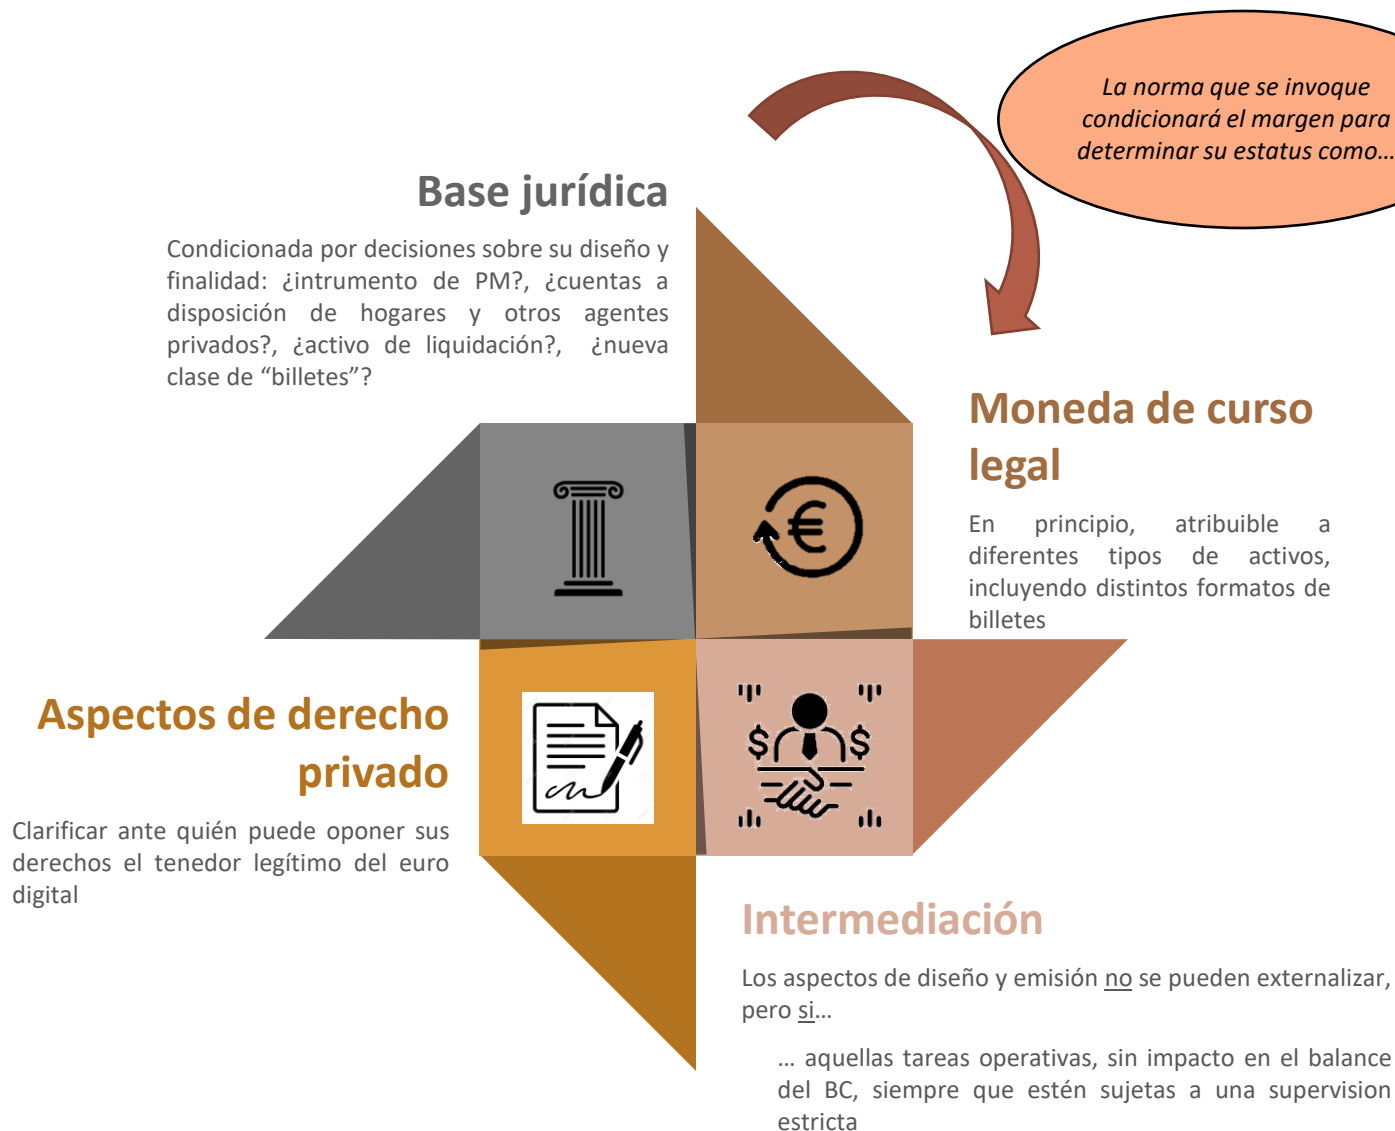 La norma que se invoque
condicionará el margen para
determinar su estatus como...
Base jurídica
Condicionada por decisiones sobre su diseño y
finalidad: ¿intrumento de PM?, ¿cuentas a
disposición de hogares y otros agentes
privados?, ¿activo de liquidación?, ¿nueva
clase de “billetes”?
Moneda de curso
legal
En principio, atribuible a
diferentes tipos de activos,
incluyendo distintos formatos de
billetes
€
Aspectos de derecho
privado
Clarificar ante quién puede oponer sus
derechos el tenedor legítimo del euro
digital
$ $
Intermediación
Los aspectos de diseño y emisión no se pueden externalizar,
pero si...
... aquellas tareas operativas, sin impacto en el balance
del BC, siempre que estén sujetas a una supervision
estricta